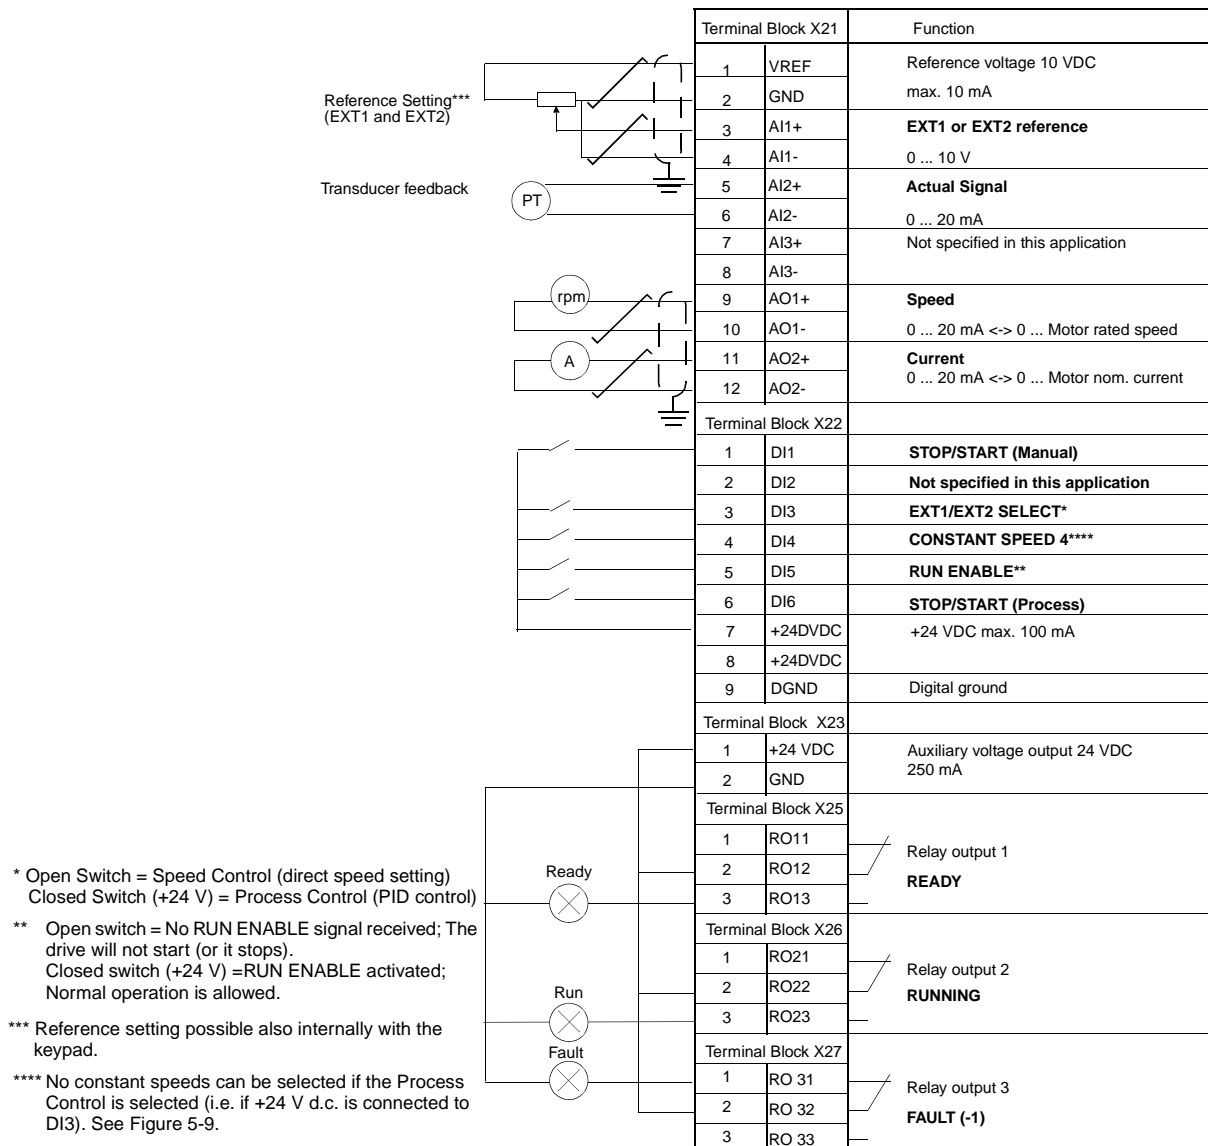 Terminal Block X21 Function
1 VREF Reference voltage 10 VDC
2 GND max. 10 mA
Reference Setting***
(EXT1 and EXT2)
3 AI1+ EXT1 or EXT2 reference
4 AI1- 0 ... 10 V
Transducer feedback
PT
5 AI2+ Actual Signal
6 AI2- 0 ... 20 mA
7 AI3+ Not specified in this application
8 AI3-
rpm
9 AO1+ Speed
10 AO1- 0 ... 20 mA <-> 0 ... Motor rated speed
A
11 AO2+ Current
0 ... 20 mA <-> 0 ... Motor nom. current
12 AO2-
Terminal Block X22
1 DI1 STOP/START (Manual)
2 DI2 Not specified in this application
3 DI3 EXT1/EXT2 SELECT*
4 DI4 CONSTANT SPEED 4****
5 DI5 RUN ENABLE**
6 DI6 STOP/START (Process)
7 +24DVDC +24 VDC max. 100 mA
8 +24DVDC
9 DGND Digital ground
Terminal Block X23
1 +24 VDC Auxiliary voltage output 24 VDC
250 mA
2 GND
Terminal Block X25
1 RO11 Relay output 1
2 RO12 READY
3 RO13
Ready
Terminal Block X26
1 RO21 Relay output 2
2 RO22 RUNNING
3 RO23
Run
Terminal Block X27
1 RO 31 Relay output 3
2 RO 32 FAULT (-1)
3 RO 33
Fault
* Open Switch = Speed Control (direct speed setting)
Closed Switch (+24 V) = Process Control (PID control)
** Open switch = No RUN ENABLE signal received; The
drive will not start (or it stops).
Closed switch (+24 V) =RUN ENABLE activated;
Normal operation is allowed.
*** Reference setting possible also internally with the
keypad.
**** No constant speeds can be selected if the Process
Control is selected (i.e. if +24 V d.c. is connected to
DI3). See Figure 5-9.